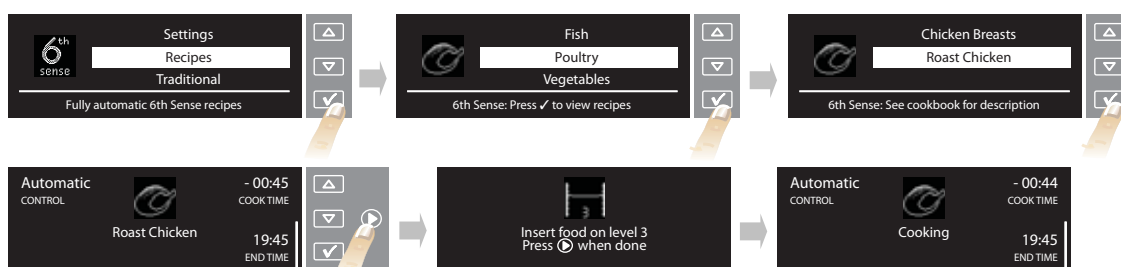 6th
sense
Settings
Recipes
Traditional
Fully automatic 6th Sense recipes
Fish
Poultry
Vegetables
6th Sense: Press ✓ to view recipes
Chicken Breasts
Roast Chicken
6th Sense: See cookbook for description
Automatic
CONTROL
Roast Chicken
- 00:45
COOK TIME
19:45
END TIME
3
Insert food on level 3
Press ▶ when done
Automatic
CONTROL
Cooking
- 00:44
COOK TIME
19:45
END TIME